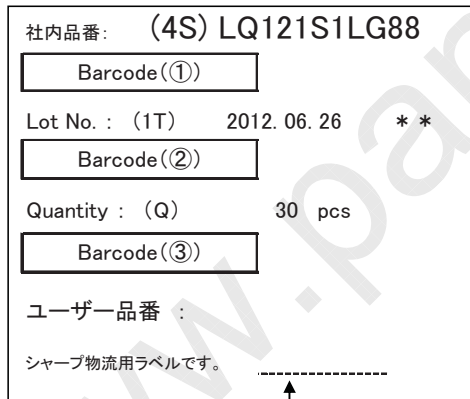 社内品番: (4S) LQ121S1LG88
Barcode(①)
Lot No. : (1T) 2012. 06. 26 * *
Barcode(②)
Quantity : (Q) 30 pcs
Barcode(③)
ユーザー品番 :
シャープ物流用ラベルです。